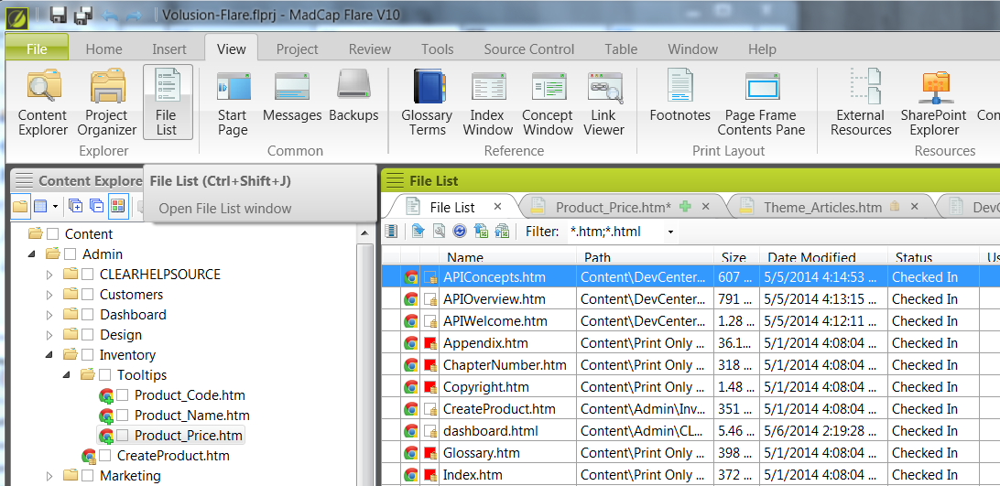 Volusion-Flare.flprj - MadCap Flare V10
File Home Insert View Project Review Tools Source Control Table Window Help
Content Explorer
Project Organizer
File List
Start Page
Messages
Backups
Glossary Terms
Index Window
Concept Window
Link Viewer
Footnotes
Page Frame Contents Pane
External Resources
SharePoint Explorer
Con
Explorer
Common
Reference
Print Layout
Resources
Content Explore
File List (Ctrl+Shift+J)
Open File List window
Content
Admin
CLEARHELPSOURCE
Customers
Dashboard
Design
Inventory
Tooltips
Product_Code.htm
Product_Name.htm
Product_Price.htm
CreateProduct.htm
Marketing
File List
File List Product_Price.htm* Theme_Articles.htm DevC
Filter: *.htm;*.html
Name Path Size Date Modified Status Us
APIConcepts.htm Content\DevCenter... 607 ... 5/5/2014 4:14:53 ... Checked In
APIOverview.htm Content\DevCenter... 791 ... 5/5/2014 4:13:15 ... Checked In
APIWelcome.htm Content\DevCenter... 1.28 ... 5/5/2014 4:12:11 ... Checked In
Appendix.htm Content\Print Only ... 36.1... 5/1/2014 4:08:04 ... Checked In
ChapterNumber.htm Content\Print Only ... 318 ... 5/1/2014 4:08:04 ... Checked In
Copyright.htm Content\Print Only ... 1.48 ... 5/1/2014 4:08:04 ... Checked In
CreateProduct.htm Content\Admin\Inv... 351 ... 5/1/2014 4:08:04 ... Checked In
dashboard.html Content\Admin\CL... 5.46 ... 5/6/2014 2:19:28 ... Checked In
Glossary.htm Content\Print Only ... 398 ... 5/1/2014 4:08:04 ... Checked In
Index.htm Content\Print Only ... 372 ... 5/1/2014 4:08:04 ... Checked In